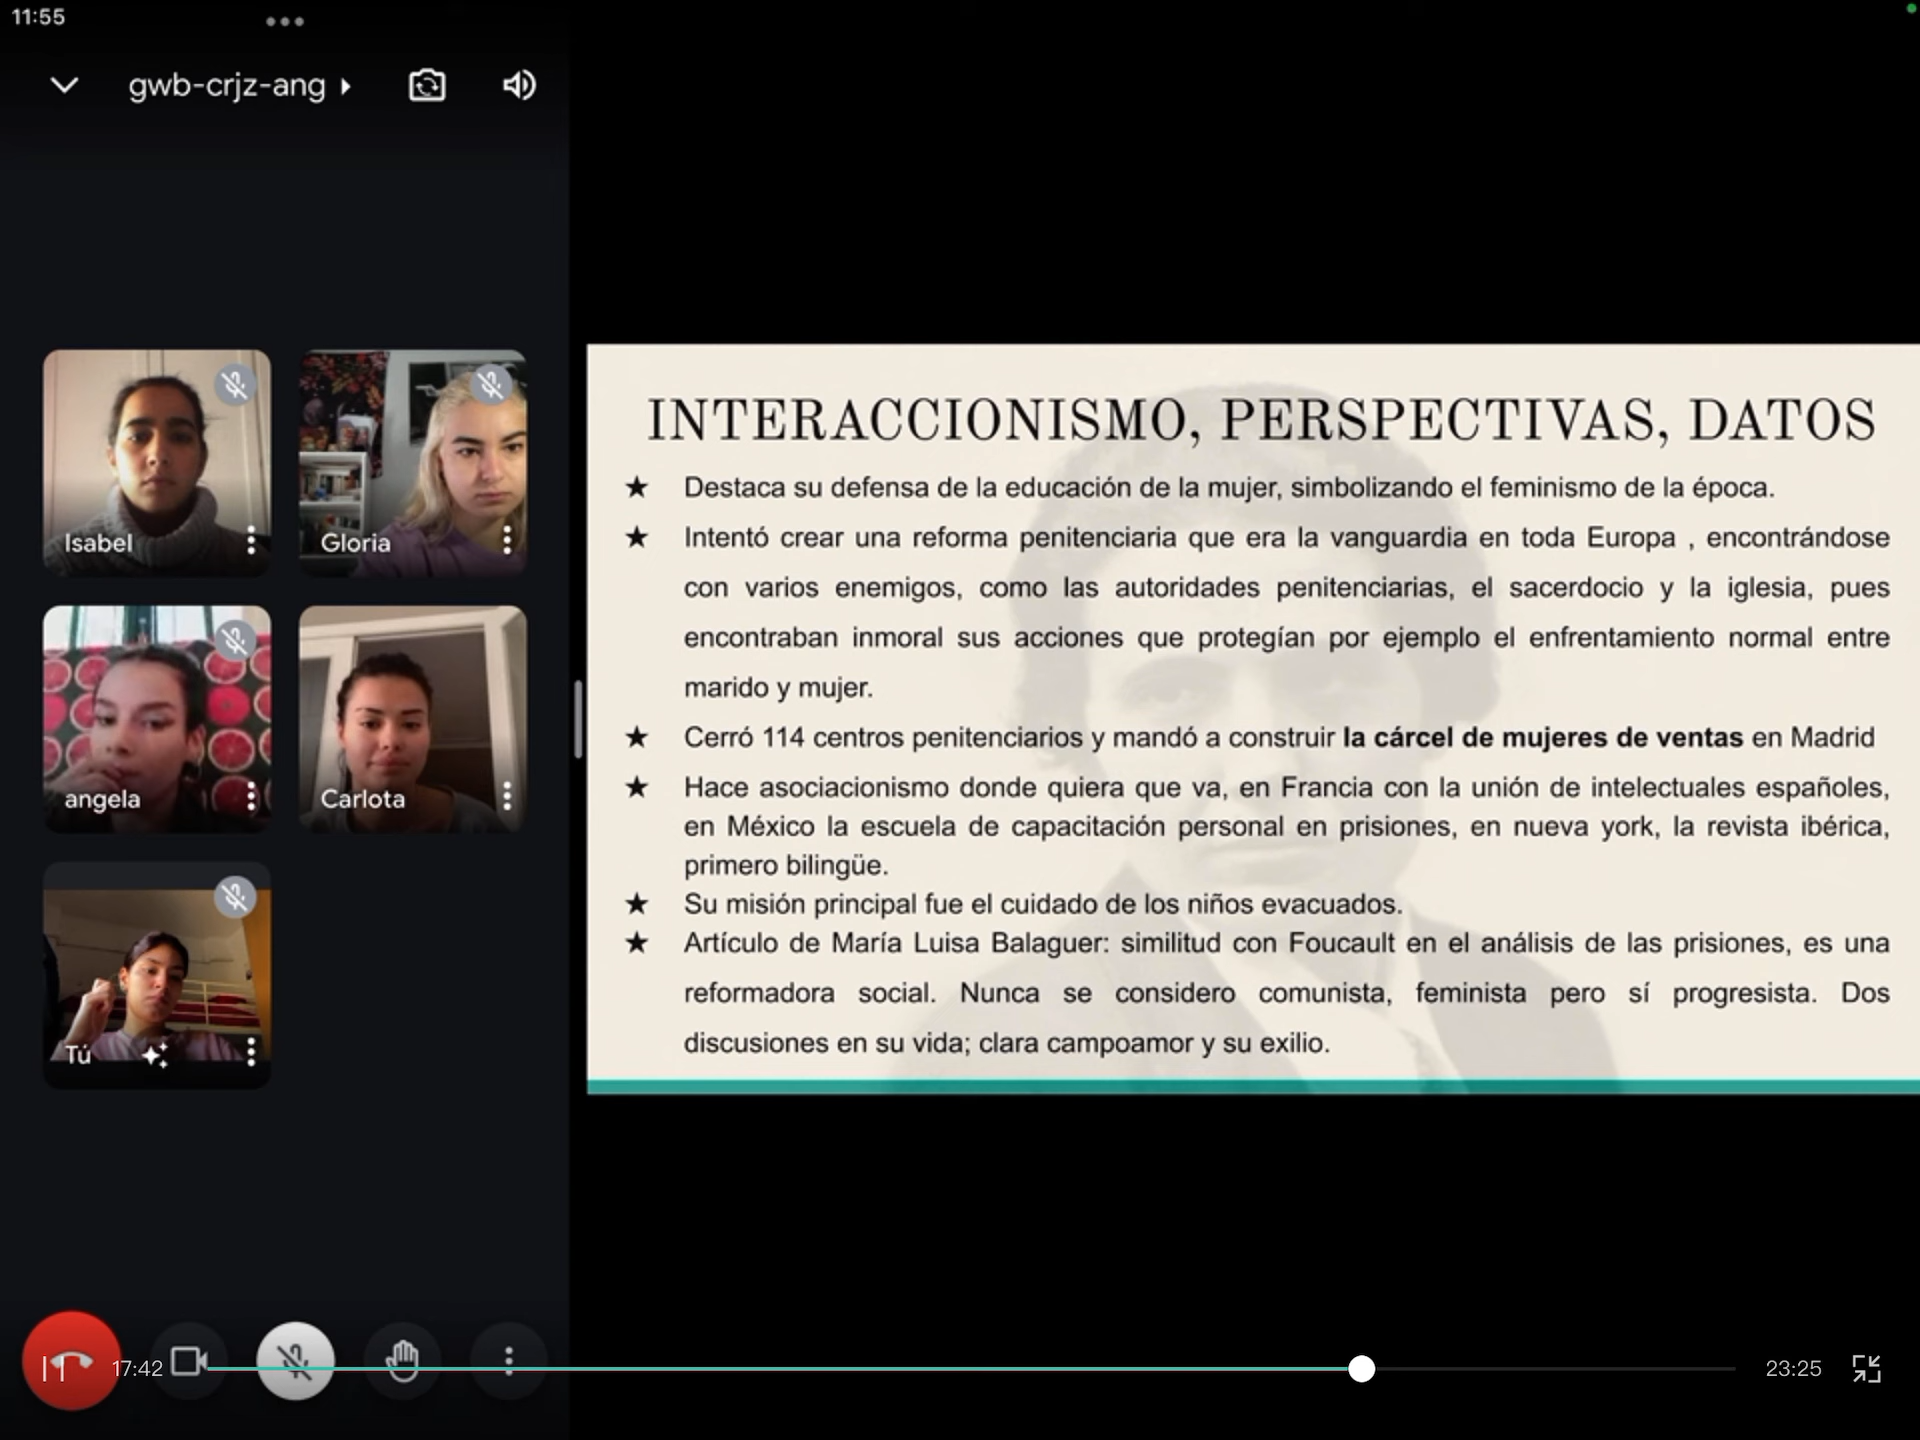 11:55
gwb-crjz-ang
Isabel
Gloria
angela
Carlota
Tú
INTERACCIONISMO, PERSPECTIVAS, DATOS
★ Destaca su defensa de la educación de la mujer, simbolizando el feminismo de la época.
★ Intentó crear una reforma penitenciaria que era la vanguardia en toda Europa , encontrándose
con varios enemigos, como las autoridades penitenciarias, el sacerdocio y la iglesia, pues
encontraban inmoral sus acciones que protegían por ejemplo el enfrentamiento normal entre
marido y mujer.
★ Cerró 114 centros penitenciarios y mandó a construir la cárcel de mujeres de ventas en Madrid
★ Hace asociacionismo donde quiera que va, en Francia con la unión de intelectuales españoles,
en México la escuela de capacitación personal en prisiones, en nueva york, la revista ibérica,
primero bilingüe.
★ Su misión principal fue el cuidado de los niños evacuados.
★ Artículo de María Luisa Balaguer: similitud con Foucault en el análisis de las prisiones, es una
reformadora social. Nunca se considero comunista, feminista pero sí progresista. Dos
discusiones en su vida; clara campoamor y su exilio.
17:42
23:25